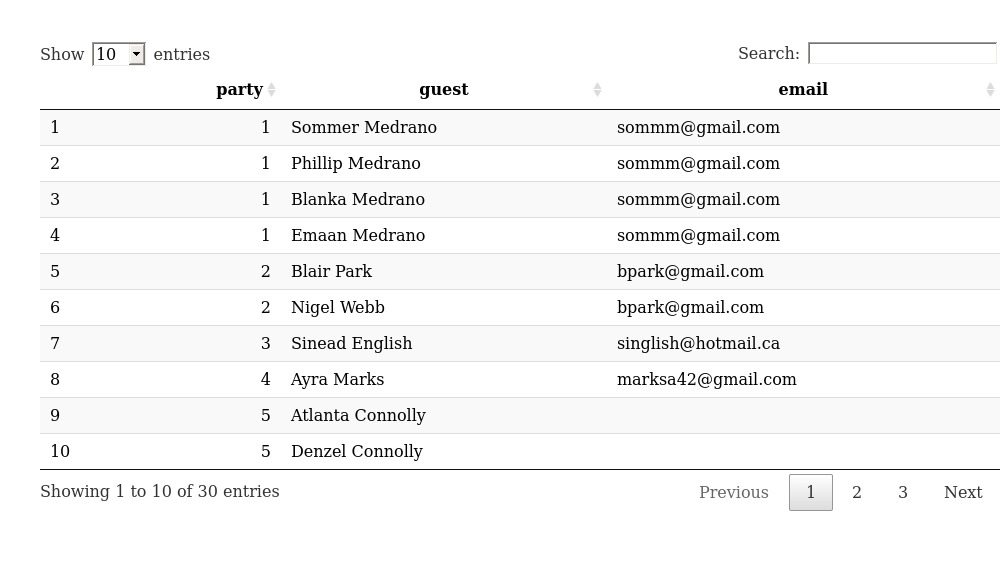 Show 10 entries Search:
party guest email
1 1 Sommer Medrano sommm@gmail.com
2 1 Phillip Medrano sommm@gmail.com
3 1 Blanka Medrano sommm@gmail.com
4 1 Emaan Medrano sommm@gmail.com
5 2 Blair Park bpark@gmail.com
6 2 Nigel Webb bpark@gmail.com
7 3 Sinead English singlish@hotmail.ca
8 4 Ayra Marks marksa42@gmail.com
9 5 Atlanta Connolly
10 5 Denzel Connolly
Showing 1 to 10 of 30 entries Previous 1 2 3 Next